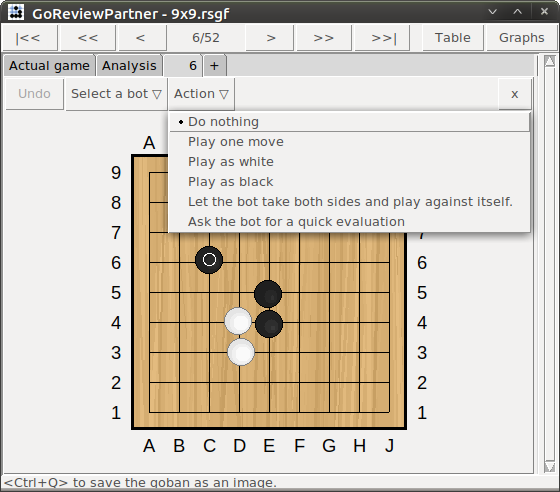 GoReviewPartner - 9x9.rsgf
|<< << < 6/52 > >> >>| Table Graphs
Actual game Analysis 6 +
Undo Select a bot ▽ Action ▽ x
• Do nothing
Play one move
Play as white
Play as black
Let the bot take both sides and play against itself.
Ask the bot for a quick evaluation
A
9
8
7 7
6 6
5 5
4 4
3 3
2 2
1 1
A B C D E F G H J
<Ctrl+Q> to save the goban as an image.